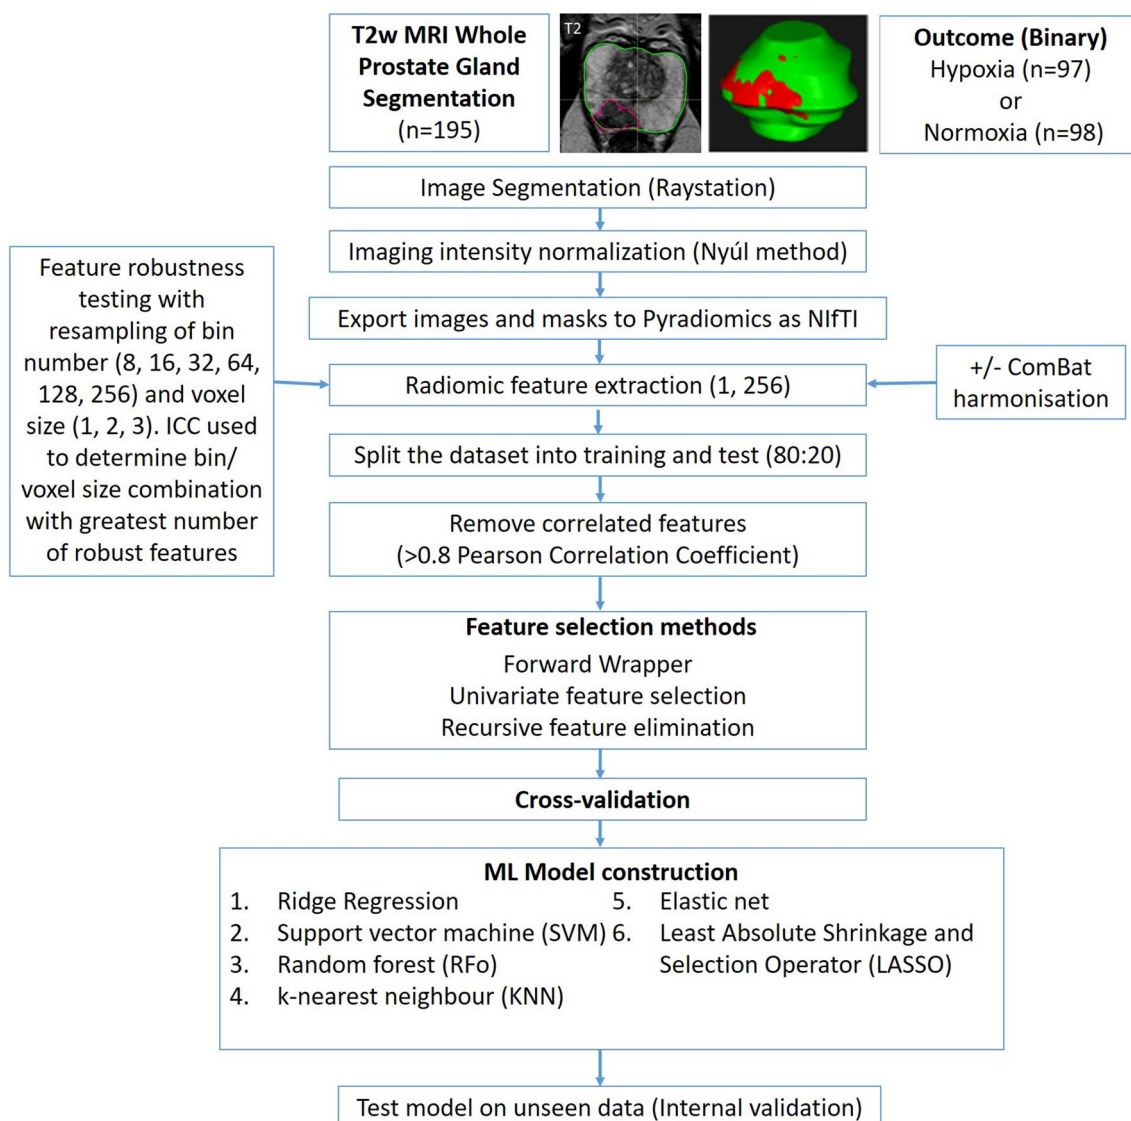 T2w MRI Whole
Prostate Gland
Segmentation
(n=195)
T2
Outcome (Binary)
Hypoxia (n=97)
or
Normoxia (n=98)
Image Segmentation (Raystation)
Imaging intensity normalization (Nyúl method)
Export images and masks to Pyradiomics as NIfTI
Feature robustness
testing with
resampling of bin
number (8, 16, 32, 64,
128, 256) and voxel
size (1, 2, 3). ICC used
to determine bin/
voxel size combination
with greatest number
of robust features
Radiomic feature extraction (1, 256)
+/- ComBat
harmonisation
Split the dataset into training and test (80:20)
Remove correlated features
(>0.8 Pearson Correlation Coefficient)
Feature selection methods
Forward Wrapper
Univariate feature selection
Recursive feature elimination
Cross-validation
ML Model construction
1. Ridge Regression
2. Support vector machine (SVM)
3. Random forest (RFo)
4. k-nearest neighbour (KNN)
5. Elastic net
6. Least Absolute Shrinkage and
Selection Operator (LASSO)
Test model on unseen data (Internal validation)